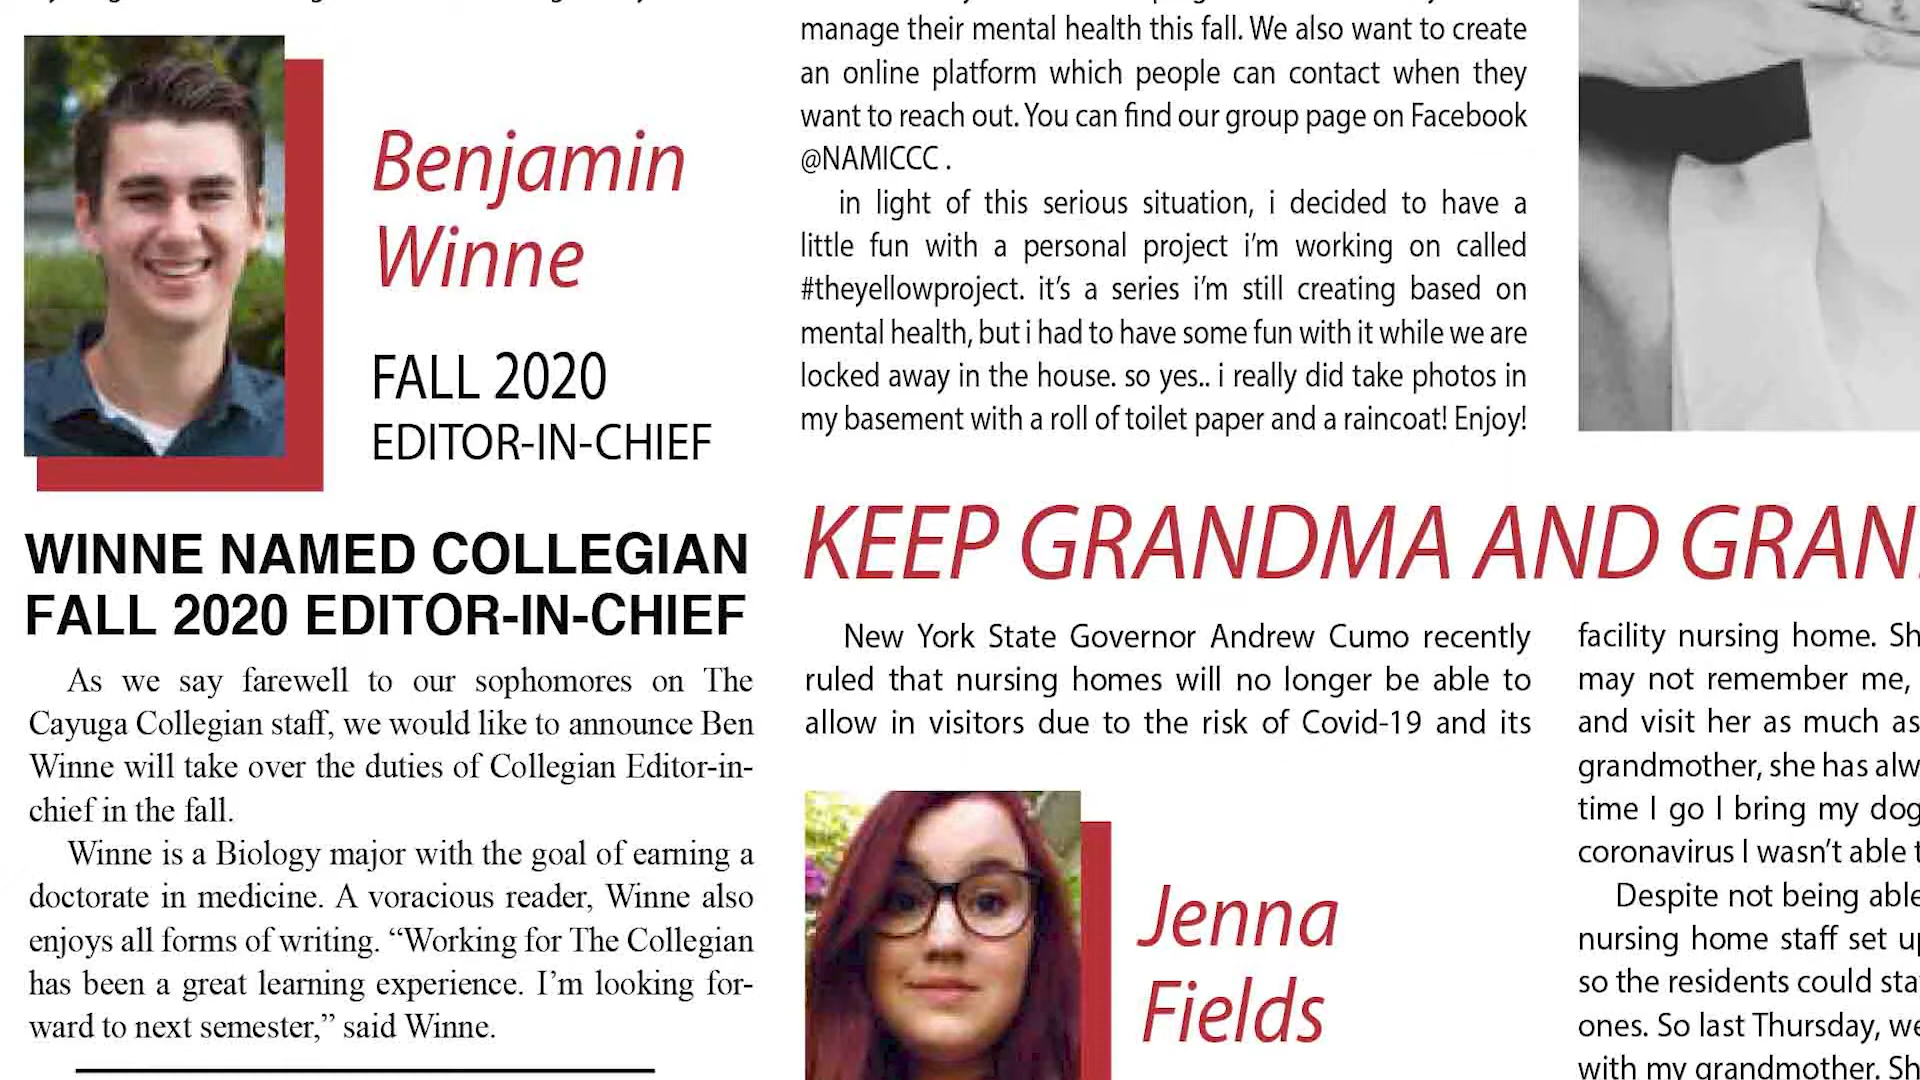 Benjamin
Winne
FALL 2020
EDITOR-IN-CHIEF
WINNE NAMED COLLEGIAN
FALL 2020 EDITOR-IN-CHIEF
As we say farewell to our sophomores on The
Cayuga Collegian staff, we would like to announce Ben
Winne will take over the duties of Collegian Editor-in-
chief in the fall.
Winne is a Biology major with the goal of earning a
doctorate in medicine. A voracious reader, Winne also
enjoys all forms of writing. “Working for The Collegian
has been a great learning experience. I’m looking for-
ward to next semester,” said Winne.
manage their mental health this fall. We also want to create
an online platform which people can contact when they
want to reach out. You can find our group page on Facebook
@NAMICCC .
in light of this serious situation, i decided to have a
little fun with a personal project i’m working on called
#theyellowproject. it’s a series i’m still creating based on
mental health, but i had to have some fun with it while we are
locked away in the house. so yes.. i really did take photos in
my basement with a roll of toilet paper and a raincoat! Enjoy!
KEEP GRANDMA AND GRAN
New York State Governor Andrew Cumo recently
ruled that nursing homes will no longer be able to
allow in visitors due to the risk of Covid-19 and its
Jenna
Fields
facility nursing home. Sh
may not remember me,
and visit her as much as
grandmother, she has alw
time I go I bring my dog
coronavirus I wasn’t able t
Despite not being able
nursing home staff set up
so the residents could sta
ones. So last Thursday, we
with my grandmother. Sh